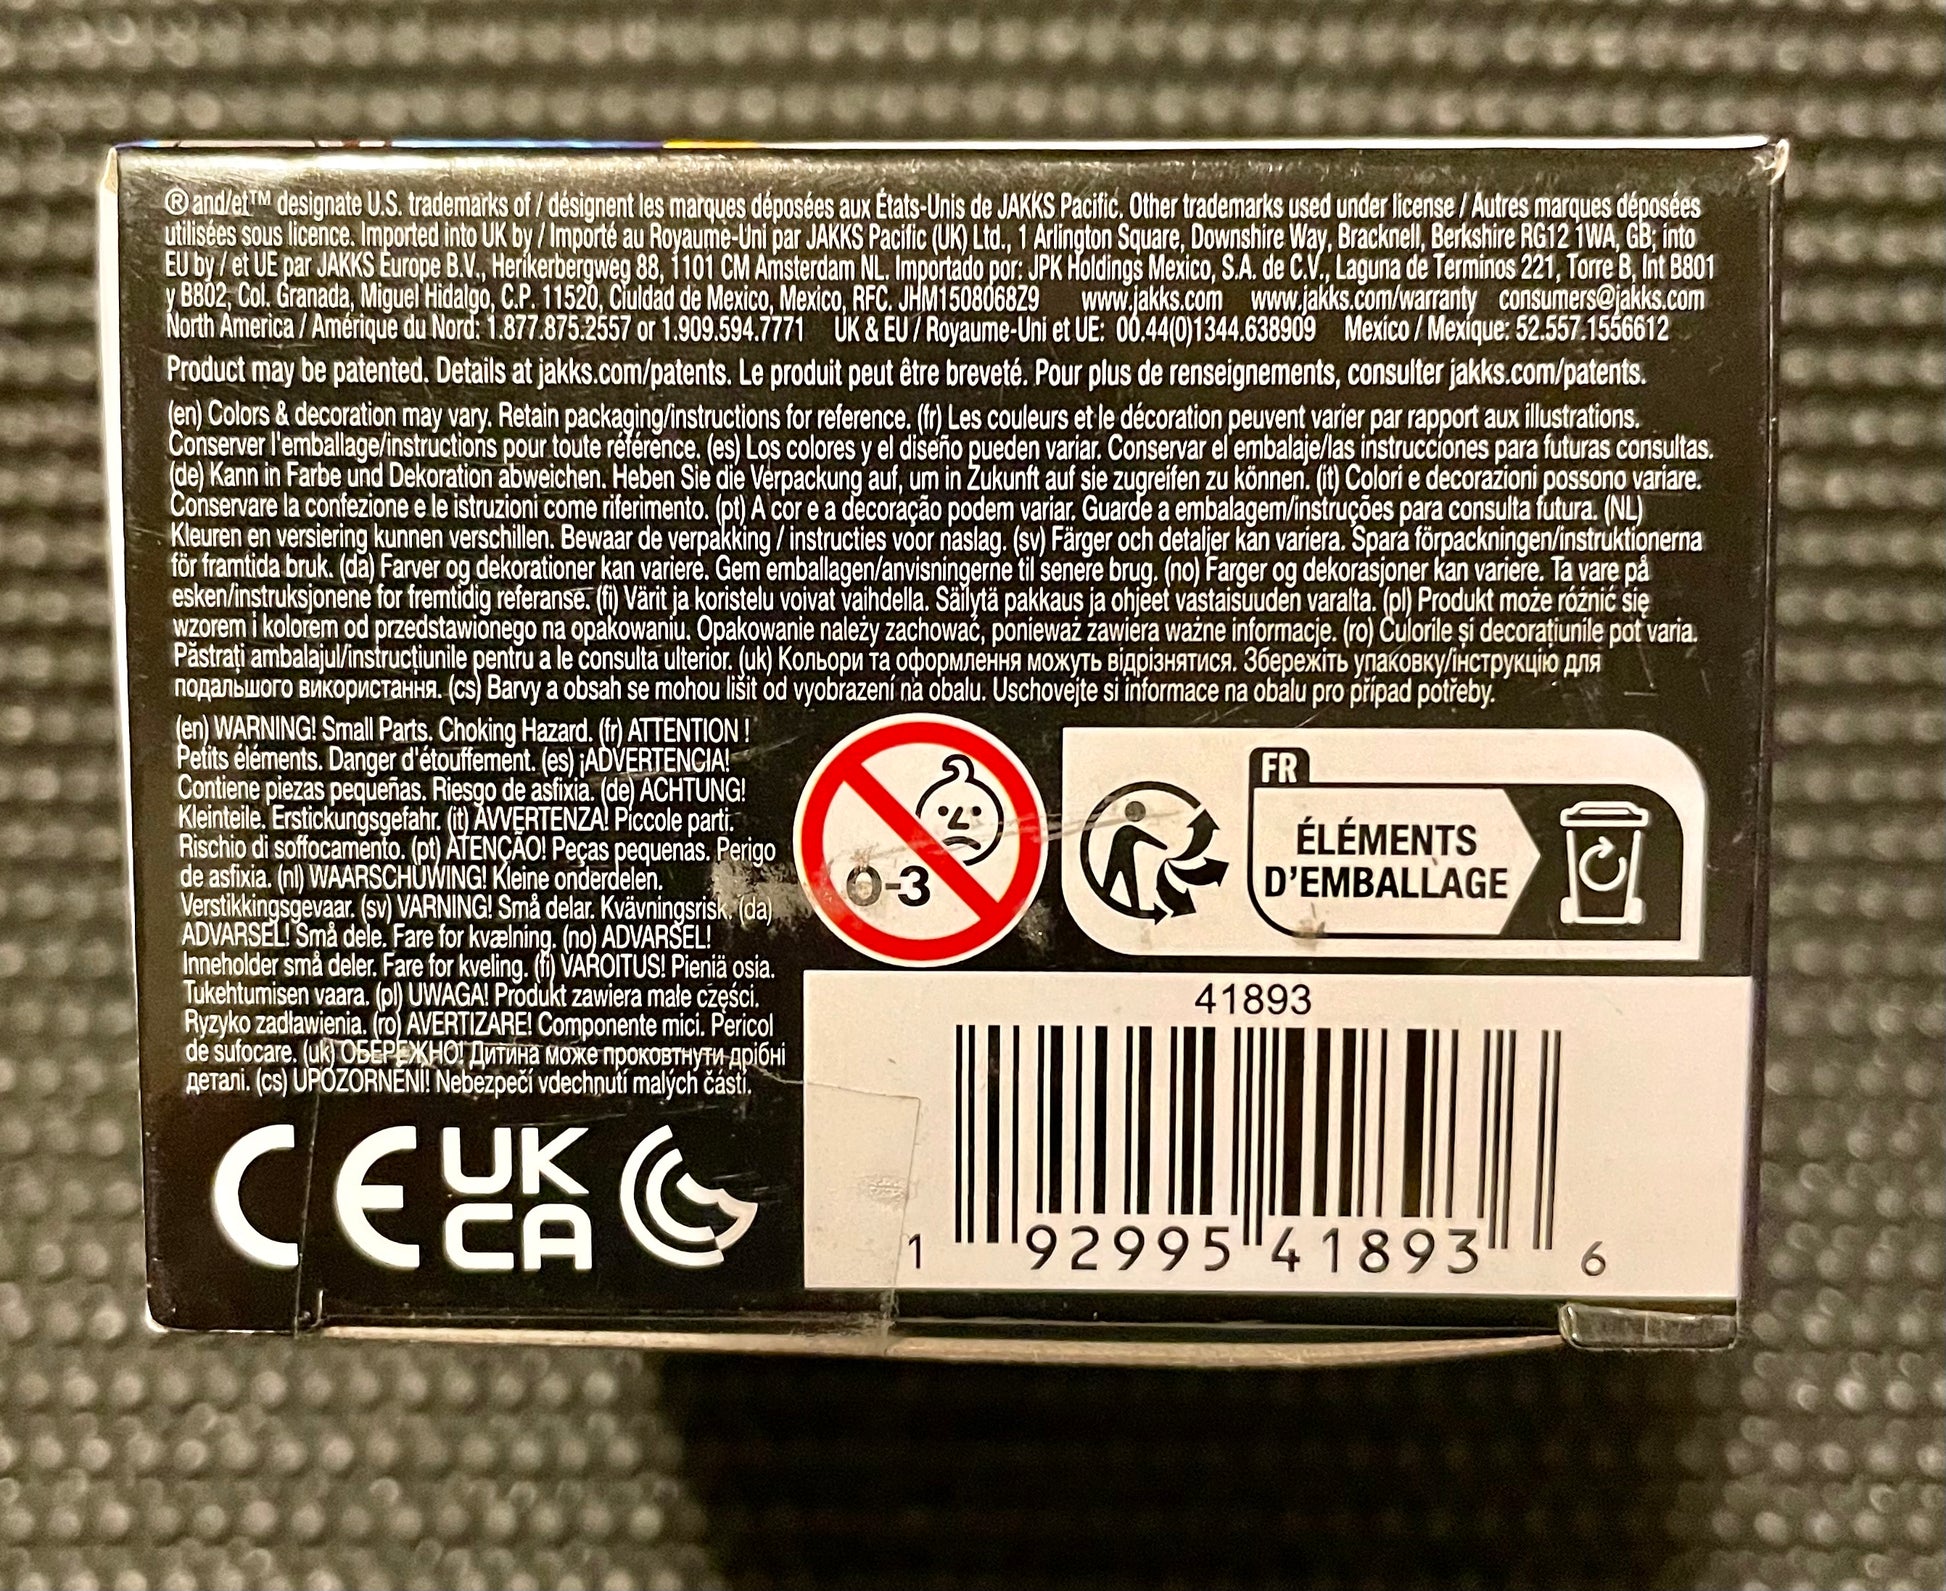 ® and/et™ designate U.S. trademarks of / désignent les marques déposées aux États-Unis de JAKKS Pacific. Other trademarks used under license / Autres marques déposées
utilisées sous licence. Imported into UK by / Importé au Royaume-Uni par JAKKS Pacific (UK) Ltd., 1 Arlington Square, Downshire Way, Bracknell, Berkshire RG12 1WA, GB; into
EU by / et UE par JAKKS Europe B.V., Herikerbergweg 88, 1101 CM Amsterdam NL. Importado por: JPK Holdings Mexico, S.A. de C.V., Laguna de Terminos 221, Torre B, Int B801
y B802, Col. Granada, Miguel Hidalgo, C.P. 11520, Ciuldad de Mexico, Mexico, RFC. JHM1508068Z9 www.jakks.com www.jakks.com/warranty consumers@jakks.com
North America / Amérique du Nord: 1.877.875.2557 or 1.909.594.7771 UK & EU / Royaume-Uni et UE: 00.44(0)1344.638909 Mexico / Mexique: 52.557.1556612
Product may be patented. Details at jakks.com/patents. Le produit peut être breveté. Pour plus de renseignements, consulter jakks.com/patents.
(en) Colors & decoration may vary. Retain packaging/instructions for reference. (fr) Les couleurs et le décoration peuvent varier par rapport aux illustrations.
Conserver l'emballage/instructions pour toute référence. (es) Los colores y el diseño pueden variar. Conservar el embalaje/las instrucciones para futuras consultas.
(de) Kann in Farbe und Dekoration abweichen. Heben Sie die Verpackung auf, um in Zukunft auf sie zugreifen zu können. (it) Colori e decorazioni possono variare.
Conservare la confezione e le istruzioni come riferimento. (pt) A cor e a decoração podem variar. Guarde a embalagem/instruções para consulta futura. (NL)
Kleuren en versiering kunnen verschillen. Bewaar de verpakking / instructies voor naslag. (sv) Färger och detaljer kan variera. Spara förpackningen/instruktionerna
för framtida bruk. (da) Farver og dekorationer kan variere. Gem emballagen/anvisningerne til senere brug. (no) Farger og dekorasjoner kan variere. Ta vare på
esken/instruksjonene for fremtidig referanse. (fi) Värit ja koristelu voivat vaihdella. Säilytä pakkaus ja ohjeet vastaisuuden varalta. (pl) Produkt może różnić się
wzorem i kolorem od przedstawionego na opakowaniu. Opakowanie należy zachować, ponieważ zawiera ważne informacje. (ro) Culorile și decorațiunile pot varia.
Păstrați ambalajul/instrucțiunile pentru a le consulta ulterior. (uk) Кольори та оформлення можуть відрізнятися. Збережіть упаковку/інструкцію для
подальшого використання. (cs) Barvy a obsah se mohou lišit od vyobrazení na obalu. Uschovejte si informace na obalu pro případ potřeby.
(en) WARNING! Small Parts. Choking Hazard. (fr) ATTENTION !
Petits éléments. Danger d'étouffement. (es) ¡ADVERTENCIA!
Contiene piezas pequeñas. Riesgo de asfixia. (de) ACHTUNG!
Kleinteile. Erstickungsgefahr. (it) AVVERTENZA! Piccole parti.
Rischio di soffocamento. (pt) ATENÇÃO! Peças pequenas. Perigo
de asfixia. (nl) WAARSCHUWING! Kleine onderdelen.
Verstikkingsgevaar. (sv) VARNING! Små delar. Kvävningsrisk. (da)
ADVARSEL! Små dele. Fare for kvælning. (no) ADVARSEL!
Inneholder små deler. Fare for kveling. (fi) VAROITUS! Pieniä osia.
Tukehtumisen vaara. (pl) UWAGA! Produkt zawiera małe części.
Ryzyko zadławienia. (ro) AVERTIZARE! Componente mici. Pericol
de sufocare. (uk) ОБЕРЕЖНО! Дитина може проковтнути дрібні
деталі. (cs) UPOZORNĚNÍ! Nebezpečí vdechnutí malých částí.
0-3
FR
ÉLÉMENTS
D'EMBALLAGE
CE UK
CA
41893
1 92995 41893 6